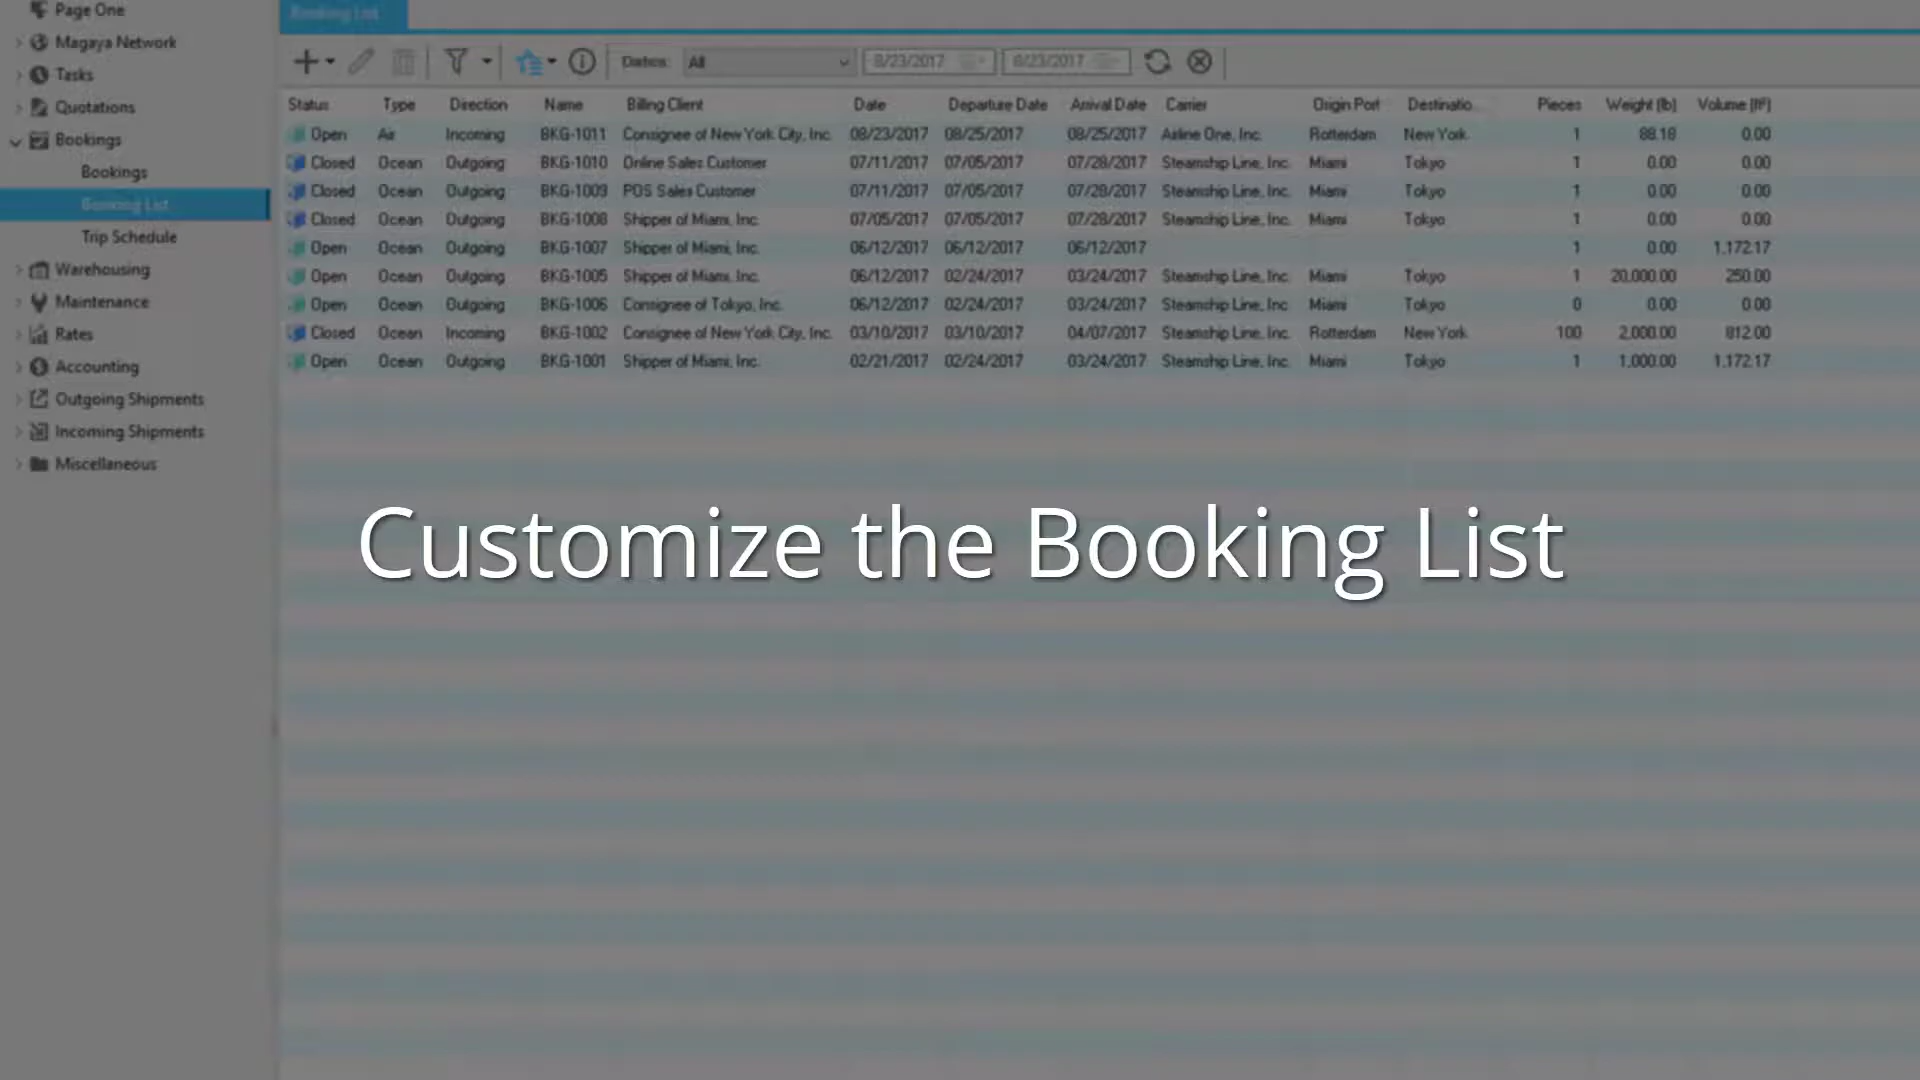 Page One
Magaya Network
Tasks
Quotations
Bookings
Bookings
Booking List
Trip Schedule
Warehousing
Maintenance
Rates
Accounting
Outgoing Shipments
Incoming Shipments
Miscellaneous
Booking List
Dates: All 8/23/2017 8/23/2017
Status Type Direction Name Billing Client Date Departure Date Arrival Date Carrier Origin Port Destinatio... Pieces Weight (lb) Volume (ft³)
Open Air Incoming BKG-1011 Consignee of New York City, Inc. 08/23/2017 08/25/2017 08/25/2017 Airline One, Inc. Rotterdam New York 1 88.18 0.00
Closed Ocean Outgoing BKG-1010 Online Sales Customer 07/11/2017 07/05/2017 07/28/2017 Steamship Line, Inc. Miami Tokyo 1 0.00 0.00
Closed Ocean Outgoing BKG-1009 POS Sales Customer 07/11/2017 07/05/2017 07/28/2017 Steamship Line, Inc. Miami Tokyo 1 0.00 0.00
Closed Ocean Outgoing BKG-1008 Shipper of Miami, Inc. 07/05/2017 07/05/2017 07/28/2017 Steamship Line, Inc. Miami Tokyo 1 0.00 0.00
Open Ocean Outgoing BKG-1007 Shipper of Miami, Inc. 06/12/2017 06/12/2017 06/12/2017 1 0.00 1,172.17
Open Ocean Outgoing BKG-1005 Shipper of Miami, Inc. 06/12/2017 02/24/2017 03/24/2017 Steamship Line, Inc. Miami Tokyo 1 20,000.00 250.00
Open Ocean Outgoing BKG-1006 Consignee of Tokyo, Inc. 06/12/2017 02/24/2017 03/24/2017 Steamship Line, Inc. Miami Tokyo 0 0.00 0.00
Closed Ocean Incoming BKG-1002 Consignee of New York City, Inc. 03/10/2017 03/10/2017 04/07/2017 Steamship Line, Inc. Rotterdam New York 100 2,000.00 812.00
Open Ocean Outgoing BKG-1001 Shipper of Miami, Inc. 02/21/2017 02/24/2017 03/24/2017 Steamship Line, Inc. Miami Tokyo 1 1,000.00 1,172.17
Customize the Booking List